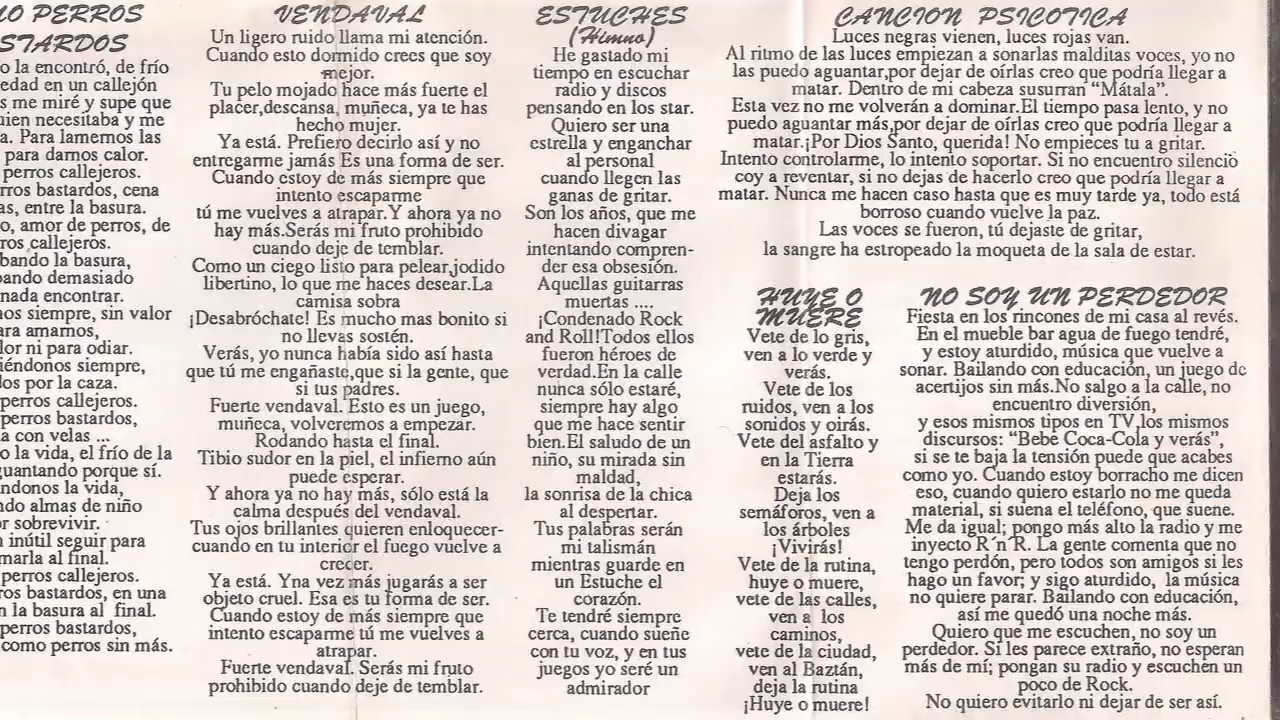 O PERROS
STARDOS
o la encontró, de frío
edad en un callejón
s me miré y supe que
uien necesitaba y me
a. Para lamernos las
para darnos calor.
perros callejeros.
rros bastardos, cena
as, entre la basura.
o, amor de perros, de
ros callejeros.
bando la basura,
bando demasiado
nada encontrar.
nos siempre, sin valor
ara amarnos,
lor ni para odiar.
iéndonos siempre,
los por la caza.
perros callejeros.
perros bastardos,
a con velas ...
o la vida, el frío de la
guantando porque sí.
ándonos la vida,
ndo almas de niño
or sobrevivir.
n inútil seguir para
marla al final.
perros callejeros.
ros bastardos, en una
n la basura al final.
perros bastardos,
como perros sin más.
VENDAVAL
Un ligero ruido llama mi atención.
Cuando esto dormido crees que soy
mejor.
Tu pelo mojado hace más fuerte el
placer,descansa, muñeca, ya te has
hecho mujer.
Ya está. Prefiero decirlo así y no
entregarme jamás Es una forma de ser.
Cuando estoy de más siempre que
intento escaparme
tú me vuelves a atrapar.Y ahora ya no
hay más.Serás mi fruto prohibido
cuando deje de temblar.
Como un ciego listo para pelear,jodido
libertino, lo que me haces desear.La
camisa sobra
¡Desabróchate! Es mucho mas bonito si
no llevas sostén.
Verás, yo nunca había sido así hasta
que tú me engañaste,que si la gente, que
si tus padres.
Fuerte vendaval. Esto es un juego,
muñeca, volveremos a empezar.
Rodando hasta el final.
Tibio sudor en la piel, el infierno aún
puede esperar.
Y ahora ya no hay más, sólo está la
calma después del vendaval.
Tus ojos brillantes quieren enloquecer-
cuando en tu interior el fuego vuelve a
crecer.
Ya está. Yna vez más jugarás a ser
objeto cruel. Esa es tu forma de ser.
Cuando estoy de más siempre que
intento escaparme tú me vuelves a
atrapar.
Fuerte vendaval. Serás mi fruto
prohibido cuando deje de temblar.
ESTUCHES
(Himno)
He gastado mi
tiempo en escuchar
radio y discos
pensando en los star.
Quiero ser una
estrella y enganchar
al personal
cuando llegen las
ganas de gritar.
Son los años, que me
hacen divagar
intentando compren-
der esa obsesión.
Aquellas guitarras
muertas ....
¡Condenado Rock
and Roll!Todos ellos
fueron héroes de
verdad.En la calle
nunca sólo estaré,
siempre hay algo
que me hace sentir
bien.El saludo de un
niño, su mirada sin
maldad,
la sonrisa de la chica
al despertar.
Tus palabras serán
mi talismán
mientras guarde en
un Estuche el
corazón.
Te tendré siempre
cerca, cuando sueñe
con tu voz, y en tus
juegos yo seré un
admirador
CANCION PSICOTICA
Luces negras vienen, luces rojas van.
Al ritmo de las luces empiezan a sonarlas malditas voces, yo no
las puedo aguantar,por dejar de oírlas creo que podría llegar a
matar. Dentro de mi cabeza susurran “Mátala”.
Esta vez no me volverán a dominar.El tiempo pasa lento, y no
puedo aguantar más,por dejar de oírlas creo que podría llegar a
matar.¡Por Dios Santo, querida! No empieces tu a gritar.
Intento controlarme, lo intento soportar. Si no encuentro silencio
coy a reventar, si no dejas de hacerlo creo que podría llegar a
matar. Nunca me hacen caso hasta que es muy tarde ya, todo está
borroso cuando vuelve la paz.
Las voces se fueron, tú dejaste de gritar,
la sangre ha estropeado la moqueta de la sala de estar.
HUYE O
MUERE
Vete de lo gris,
ven a lo verde y
verás.
Vete de los
ruidos, ven a los
sonidos y oirás.
Vete del asfalto y
en la Tierra
estarás.
Deja los
semáforos, ven a
los árboles
¡Vivirás!
Vete de la rutina,
huye o muere,
vete de las calles,
ven a los
caminos,
vete de la ciudad,
ven al Baztán,
deja la rutina
¡Huye o muere!
NO SOY UN PERDEDOR
Fiesta en los rincones de mi casa al revés.
En el mueble bar agua de fuego tendré,
y estoy aturdido, música que vuelve a
sonar. Bailando con educación, un juego de
acertijos sin más.No salgo a la calle, no
encuentro diversión,
y esos mismos tipos en TV,los mismos
discursos: “Bebe Coca-Cola y verás”,
si se te baja la tensión puede que acabes
como yo. Cuando estoy borracho me dicen
eso, cuando quiero estarlo no me queda
material, si suena el teléfono, que suene.
Me da igual; pongo más alto la radio y me
inyecto R´n´R. La gente comenta que no
tengo perdón, pero todos son amigos si les
hago un favor; y sigo aturdido, la música
no quiere parar. Bailando con educación,
así me quedó una noche más.
Quiero que me escuchen, no soy un
perdedor. Sí les parece extraño, no esperan
más de mí; pongan su radio y escuchen un
poco de Rock.
No quiero evitarlo ni dejar de ser así.